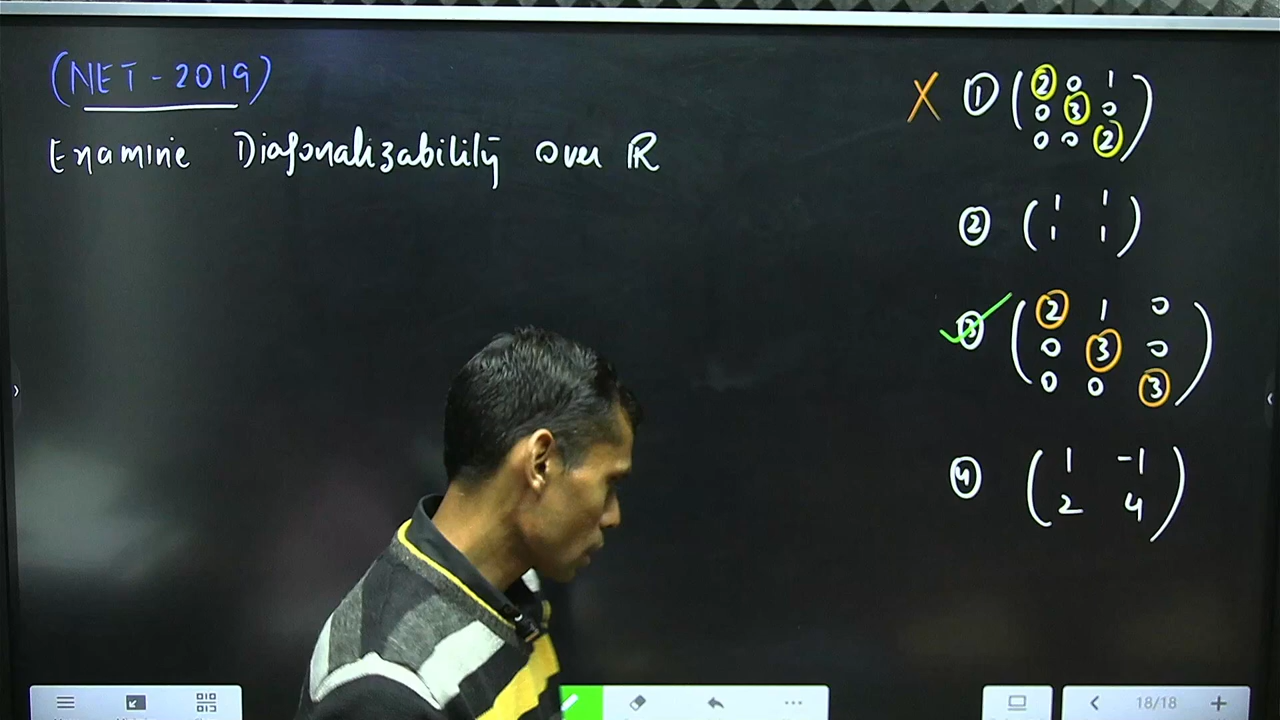 (NET - 2019)
Examine Diagonalizability over ℝ
X ① ( 2 0 1
0 3 0
0 0 2 )
② ( 1 1
1 1 )
③ ( 2 1 0
0 3 0
0 0 3 )
④ ( 1 -1
2 4 )
18/18